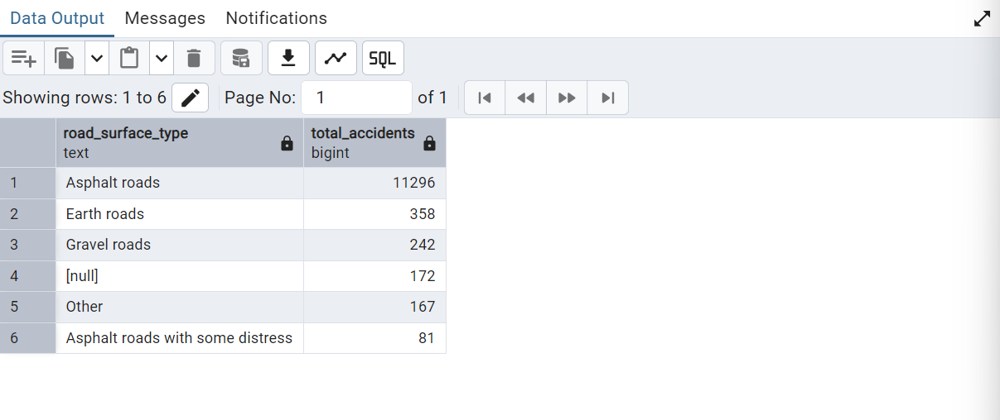 Data Output Messages Notifications
SQL
Showing rows: 1 to 6 Page No: 1 of 1
road_surface_type total_accidents
text bigint
1 Asphalt roads 11296
2 Earth roads 358
3 Gravel roads 242
4 [null] 172
5 Other 167
6 Asphalt roads with some distress 81